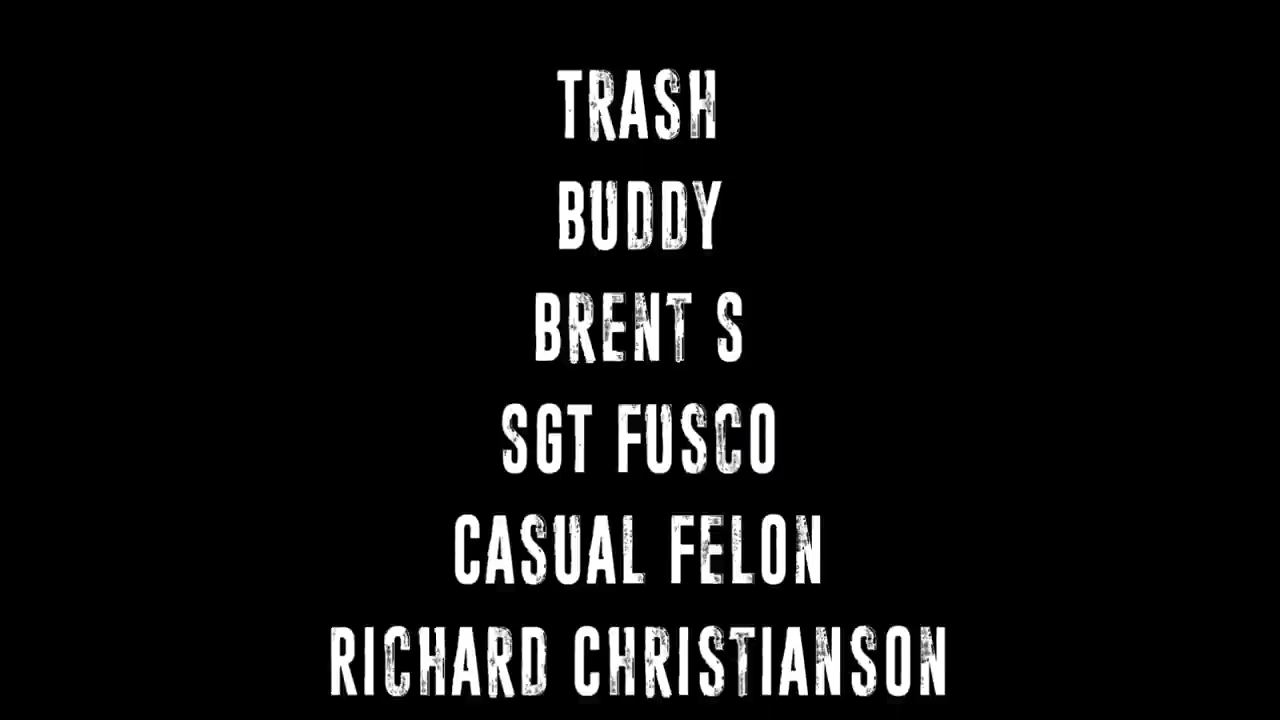 TRASH
BUDDY
BRENT S
SGT FUSCO
CASUAL FELON
RICHARD CHRISTIANSON